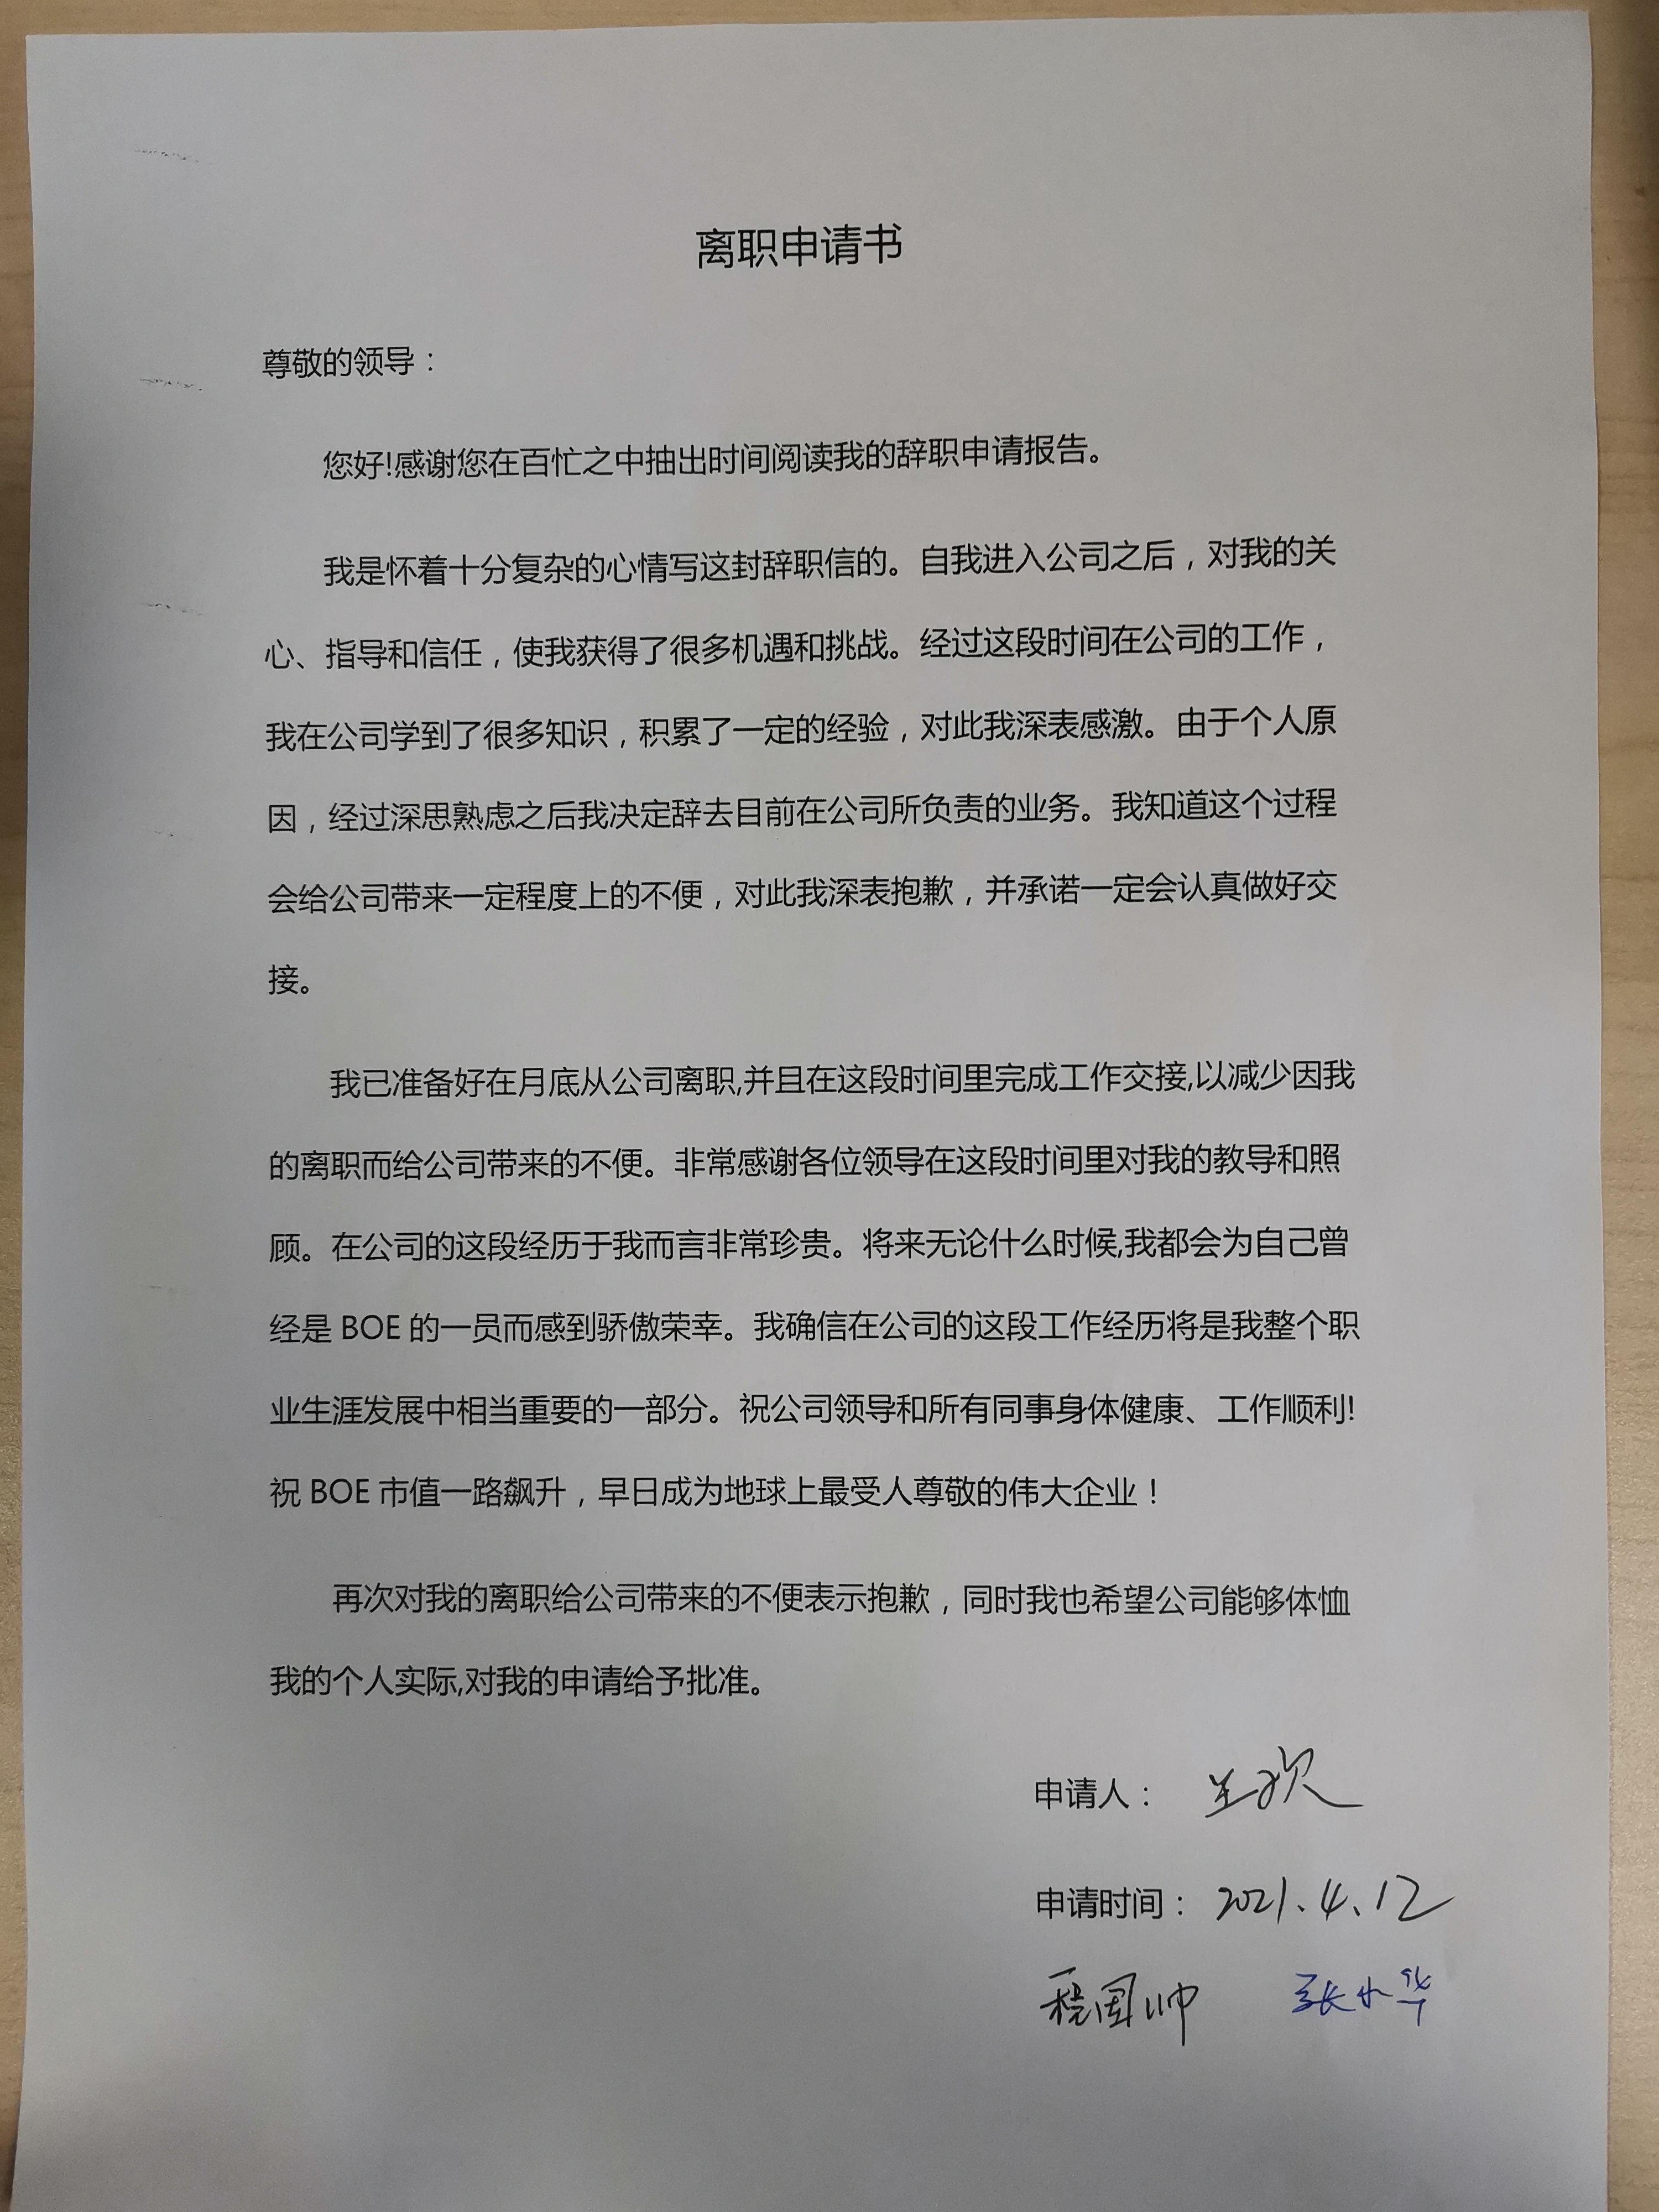 离职申请书
尊敬的领导：
您好!感谢您在百忙之中抽出时间阅读我的辞职申请报告。
我是怀着十分复杂的心情写这封辞职信的。自我进入公司之后，对我的关
心、指导和信任，使我获得了很多机遇和挑战。经过这段时间在公司的工作，
我在公司学到了很多知识，积累了一定的经验，对此我深表感激。由于个人原
因，经过深思熟虑之后我决定辞去目前在公司所负责的业务。我知道这个过程
会给公司带来一定程度上的不便，对此我深表抱歉，并承诺一定会认真做好交
接。
我已准备好在月底从公司离职,并且在这段时间里完成工作交接,以减少因我
的离职而给公司带来的不便。非常感谢各位领导在这段时间里对我的教导和照
顾。在公司的这段经历于我而言非常珍贵。将来无论什么时候,我都会为自己曾
经是 BOE 的一员而感到骄傲荣幸。我确信在公司的这段工作经历将是我整个职
业生涯发展中相当重要的一部分。祝公司领导和所有同事身体健康、工作顺利!
祝 BOE 市值一路飙升，早日成为地球上最受人尊敬的伟大企业！
再次对我的离职给公司带来的不便表示抱歉，同时我也希望公司能够体恤
我的个人实际,对我的申请给予批准。
申请人：
申请时间：2021.4.12
张小华